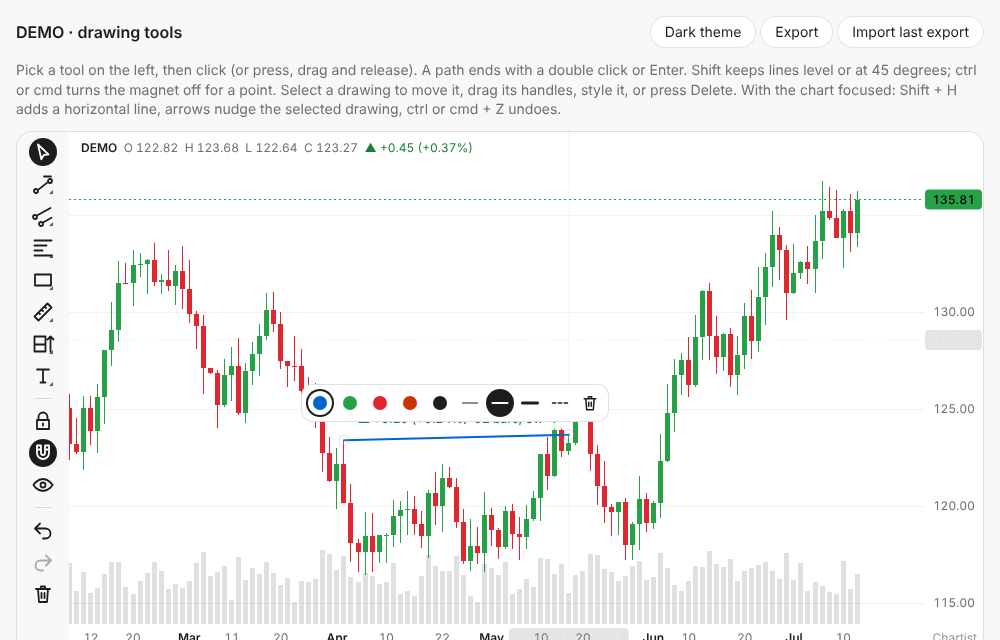 DEMO · drawing tools
Dark theme
Export
Import last export
Pick a tool on the left, then click (or press, drag and release). A path ends with a double click or Enter. Shift keeps lines level or at 45 degrees; ctrl
or cmd turns the magnet off for a point. Select a drawing to move it, drag its handles, style it, or press Delete. With the chart focused: Shift + H
adds a horizontal line, arrows nudge the selected drawing, ctrl or cmd + Z undoes.
DEMO O 122.82 H 123.68 L 122.64 C 123.27 ▲ +0.45 (+0.37%)
135.81
130.00
125.00
120.00
115.00
12 20 Mar 11 20 Apr 10 22 May 10 20 Jun 10 20 Jul 10 Chartist